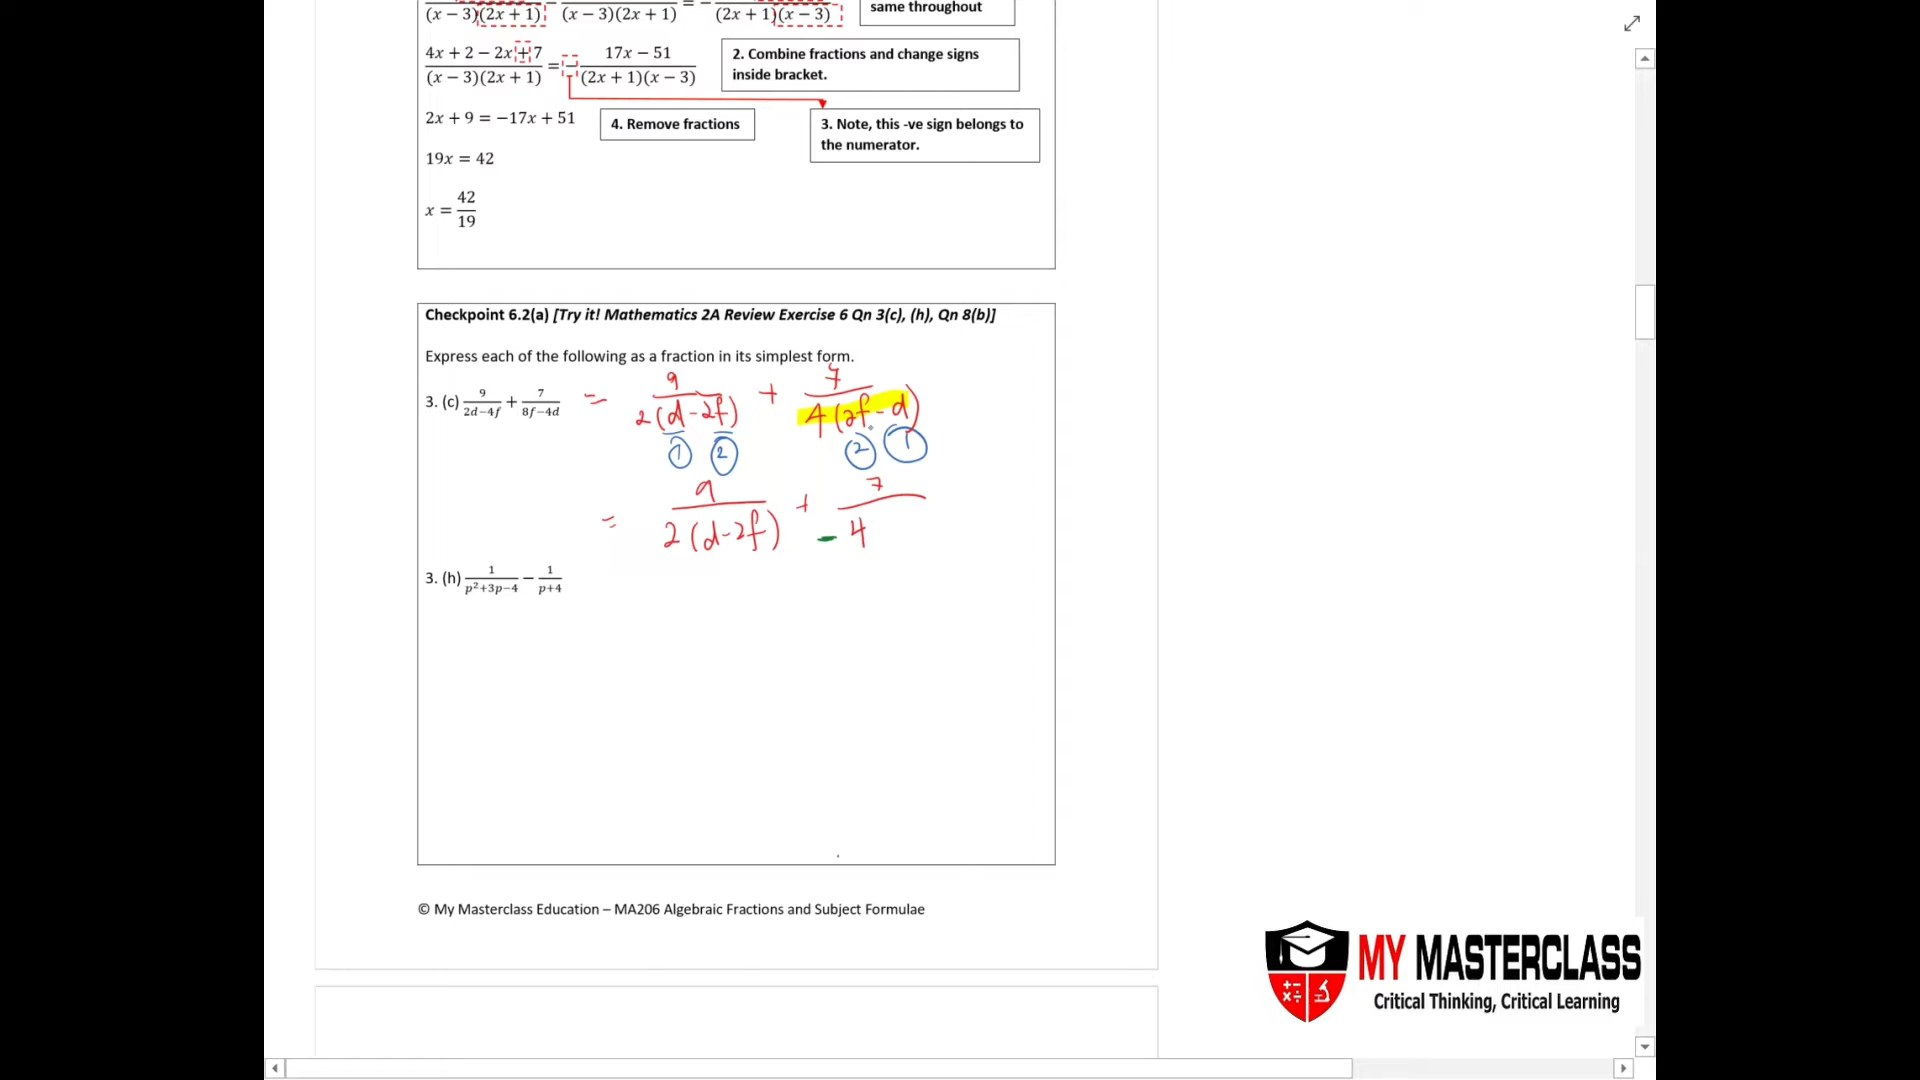 (x − 3)(2x + 1) − (x − 3)(2x + 1) = − (2x + 1)(x − 3)
same throughout
4x + 2 − 2x + 7 / (x − 3)(2x + 1) = − 17x − 51 / (2x + 1)(x − 3)
2. Combine fractions and change signs
inside bracket.
2x + 9 = −17x + 51
4. Remove fractions
3. Note, this -ve sign belongs to
the numerator.
19x = 42
x = 42/19
Checkpoint 6.2(a) [Try it! Mathematics 2A Review Exercise 6 Qn 3(c), (h), Qn 8(b)]
Express each of the following as a fraction in its simplest form.
3. (c) 9/2d−4f + 7/8f−4d = 9/2(d−2f) + 7/4(2f−d)
1 2 2 1
= 9/2(d−2f) + 7/−4
3. (h) 1/p²+3p−4 − 1/p+4
© My Masterclass Education – MA206 Algebraic Fractions and Subject Formulae
MY MASTERCLASS
Critical Thinking, Critical Learning